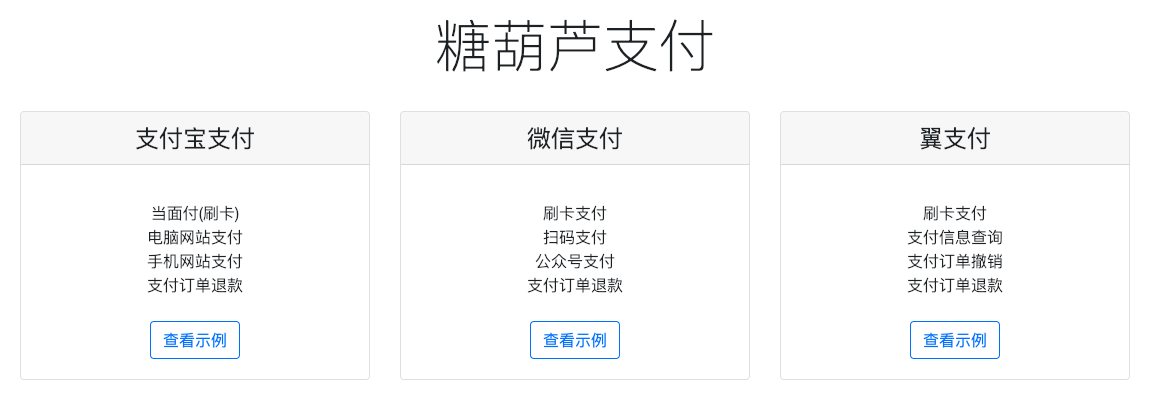 糖葫芦支付
支付宝支付
当面付(刷卡)
电脑网站支付
手机网站支付
支付订单退款
查看示例
微信支付
刷卡支付
扫码支付
公众号支付
支付订单退款
查看示例
翼支付
刷卡支付
支付信息查询
支付订单撤销
支付订单退款
查看示例